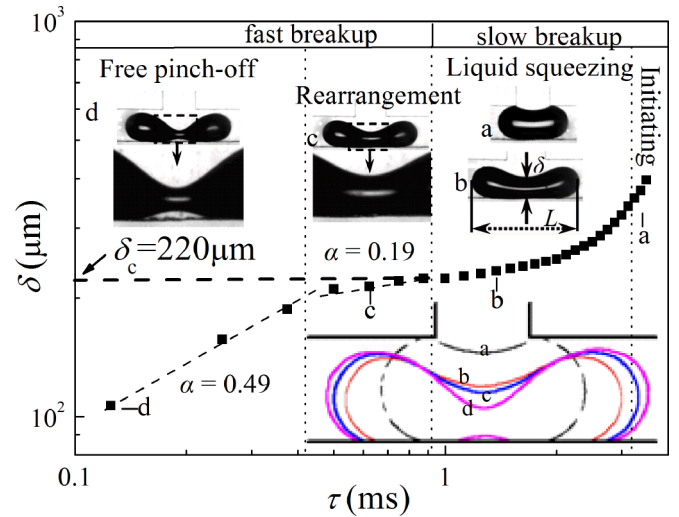 10³
fast breakup
slow breakup
Free pinch-off
Liquid squeezing
Rearrangement
Initiating
d
c
a
b
δ
L
δc=220μm
α = 0.19
a
b
c
α = 0.49
d
a
b
c
d
δ (μm)
10²
0.1
1
τ (ms)